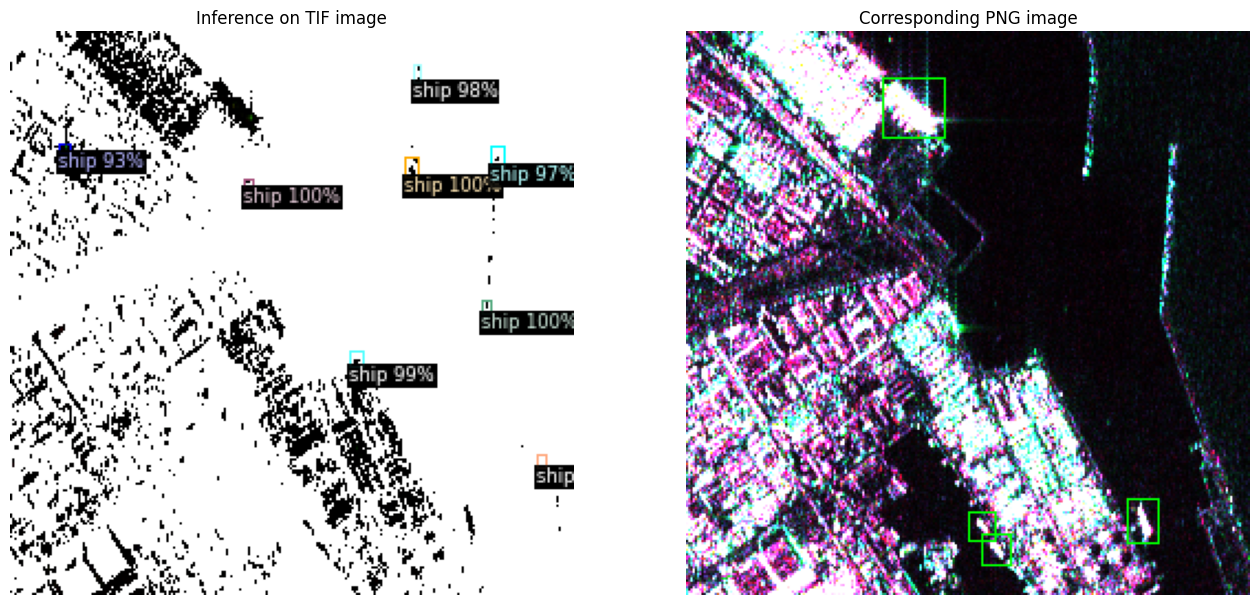 Inference on TIF image
Corresponding PNG image
ship 98%
ship 93%
ship 100%
ship 100%
ship 97%
ship 100%
ship 99%
ship